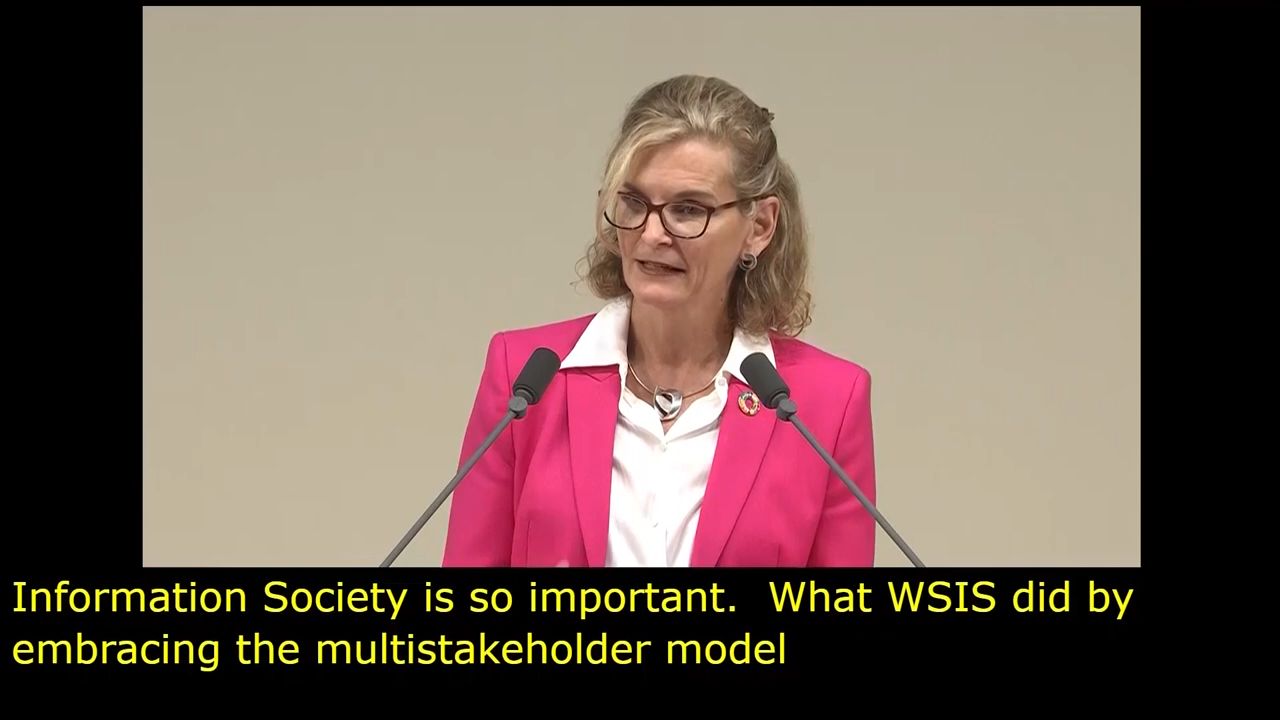 Information Society is so important.  What WSIS did by
embracing the multistakeholder model